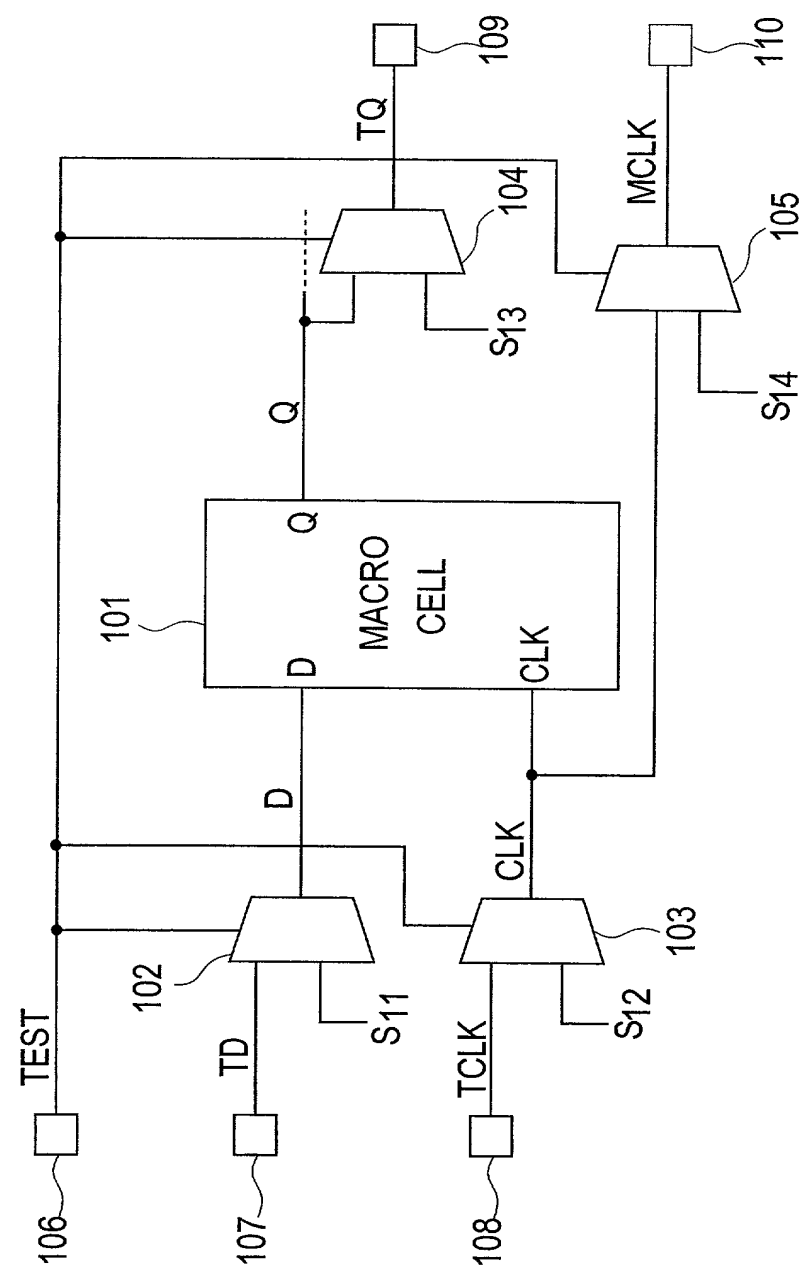 106
TEST
107
TD
108
TCLK
102
S11
103
S12
D
CLK
101
D
MACRO
CELL
CLK
Q
Q
S13
104
TQ
109
S14
105
MCLK
110